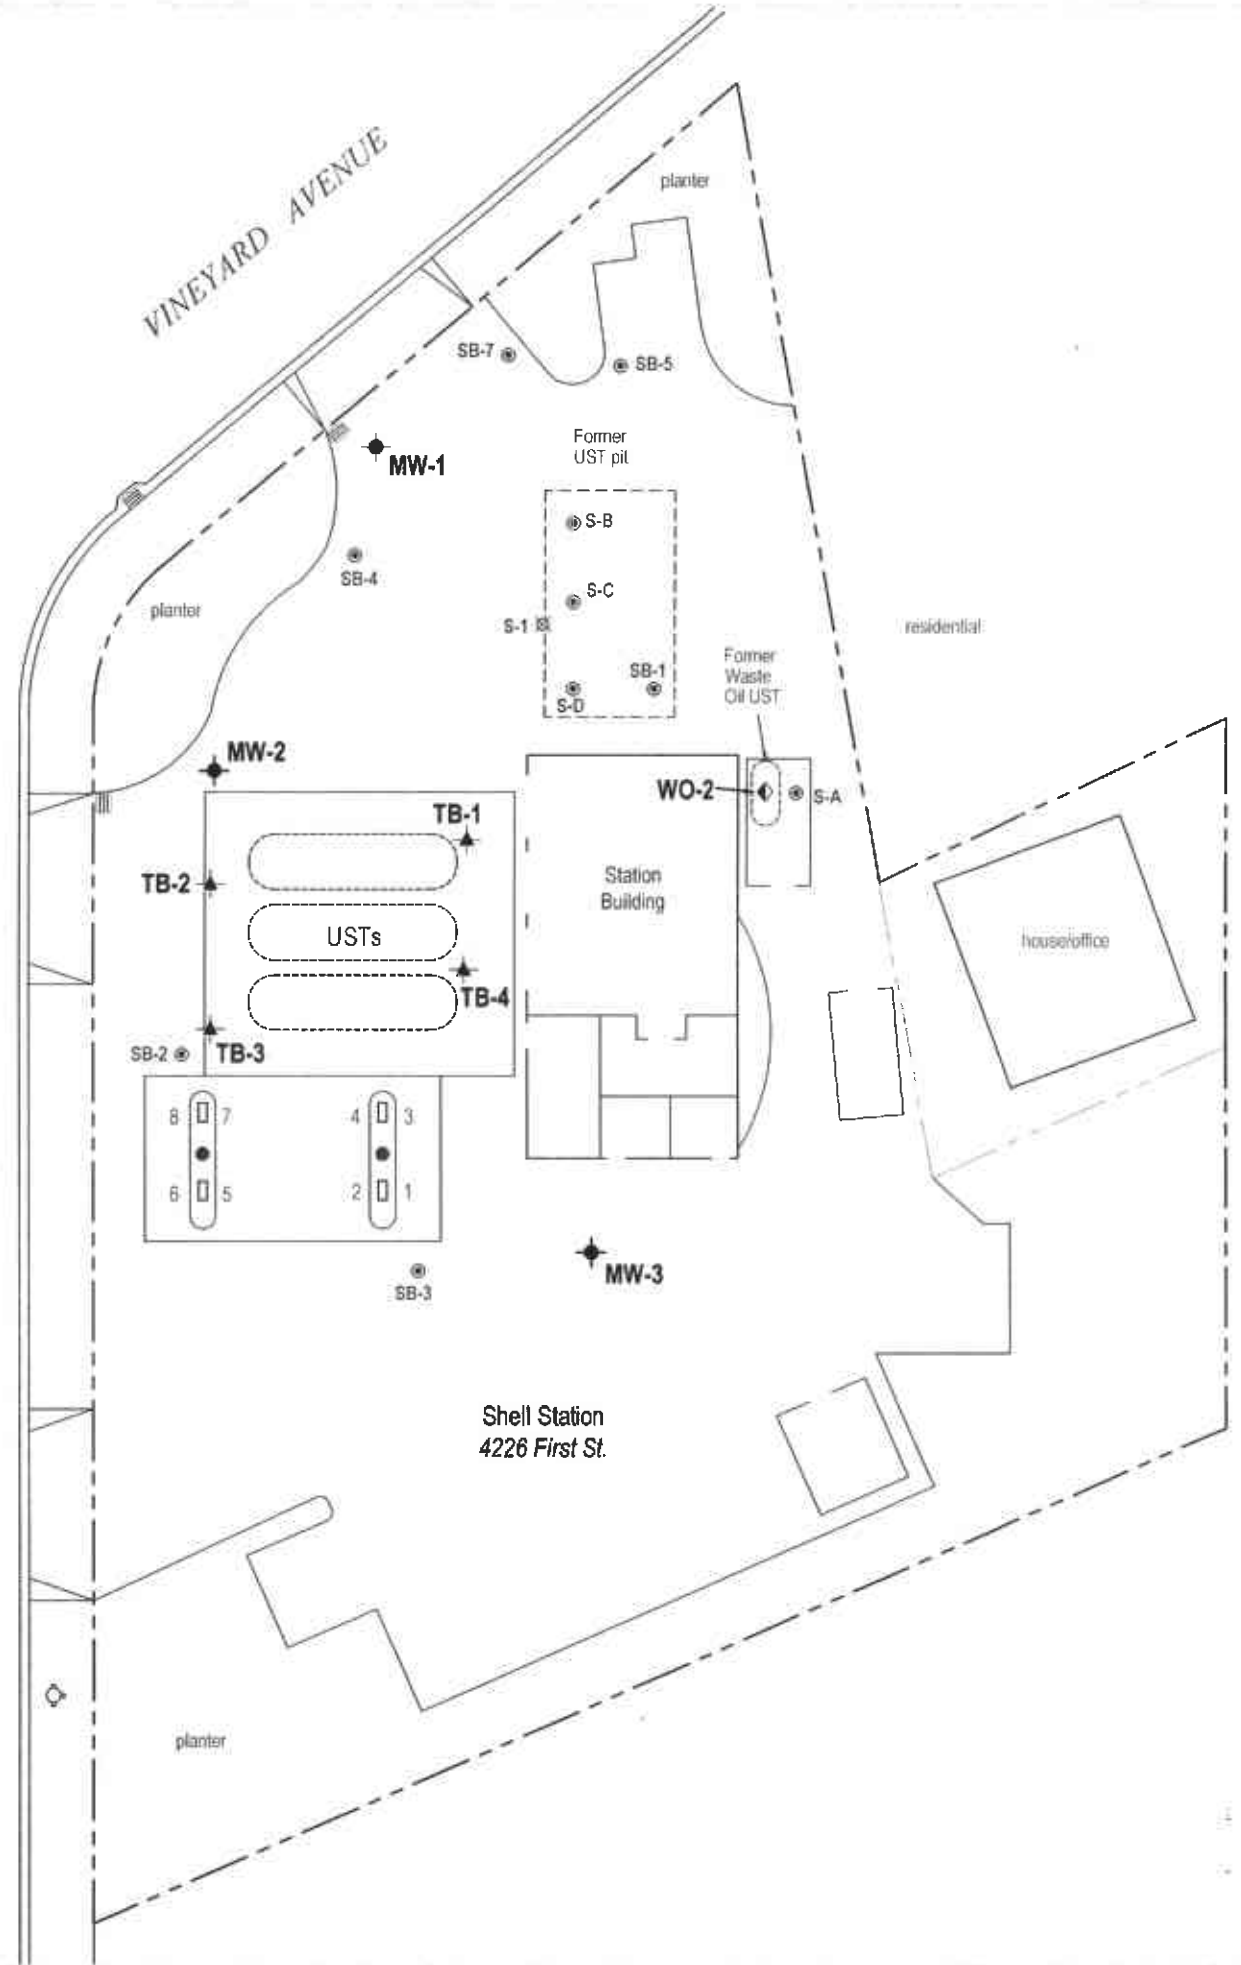 VINEYARD AVENUE
planter
SB-7
SB-5
Former
UST pit
MW-1
S-B
SB-4
S-C
planter
S-1
residential
Former
Waste
Oil UST
SB-1
S-D
MW-2
WO-2
S-A
TB-1
TB-2
Station
Building
USTs
house/office
TB-4
SB-2
TB-3
8 7 4 3
6 5 2 1
MW-3
SB-3
Shell Station
4226 First St.
planter